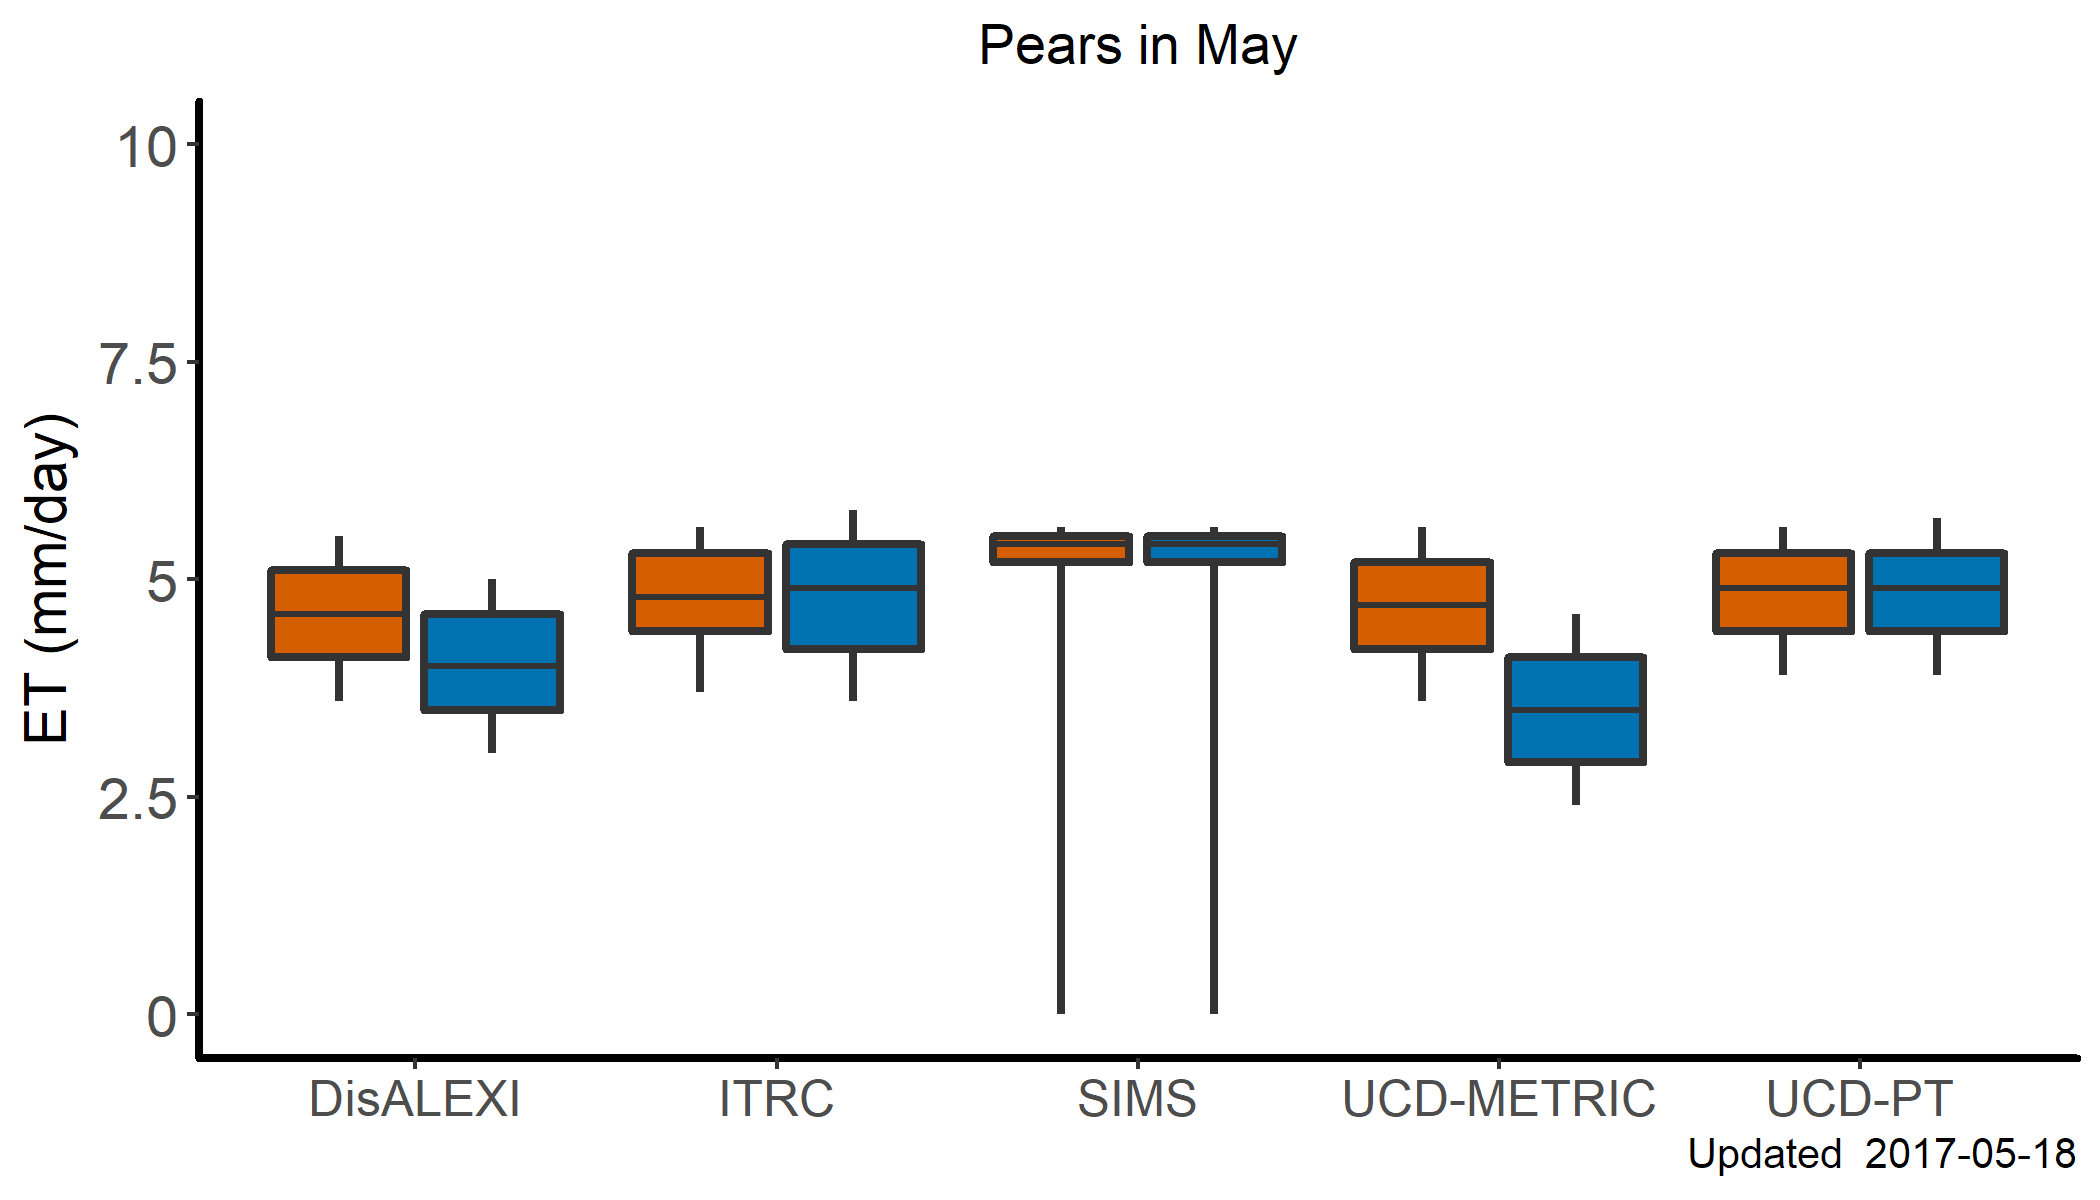 Pears in May
ET (mm/day)
10
7.5
5
2.5
0
DisALEXI ITRC SIMS UCD-METRIC UCD-PT
Updated 2017-05-18